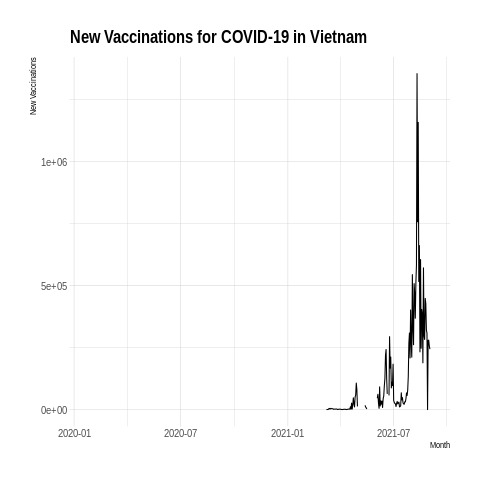 New Vaccinations for COVID-19 in Vietnam
New Vaccinations
1e+06
5e+05
0e+00
2020-01 2020-07 2021-01 2021-07
Month